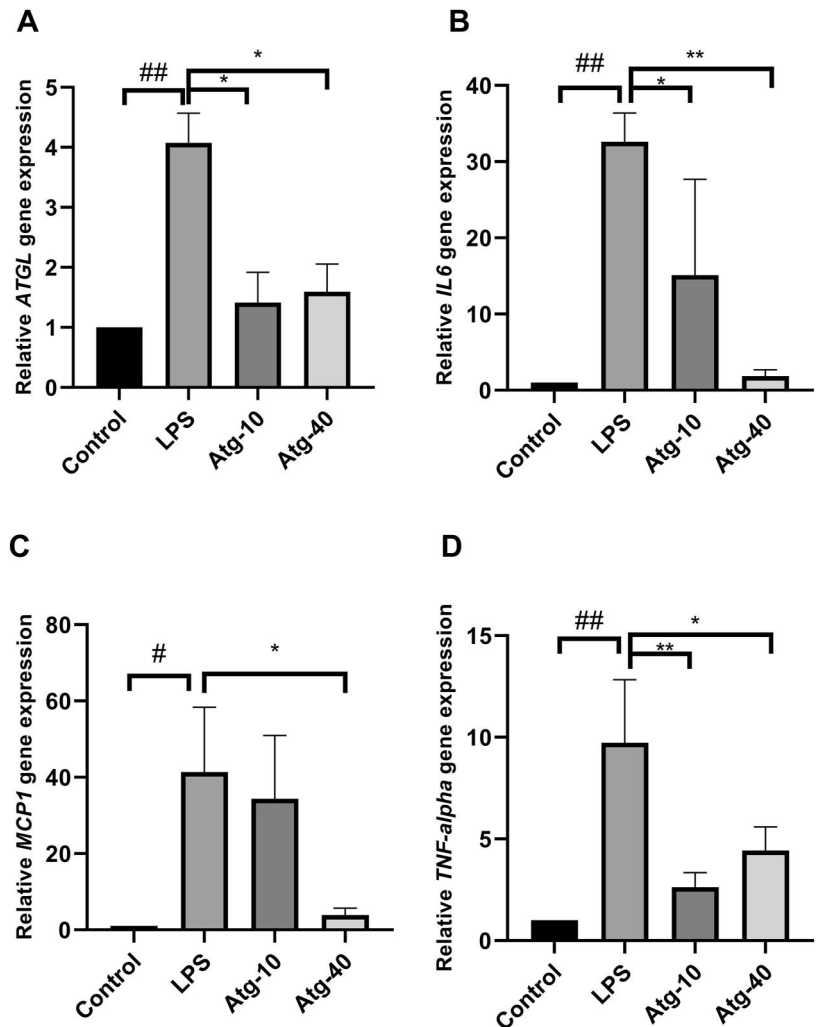 A
Relative ATGL gene expression
5
4
3
2
1
0
##
*
*
Control
LPS
Atg-10
Atg-40
B
Relative IL6 gene expression
40
30
20
10
0
##
**
*
Control
LPS
Atg-10
Atg-40
C
Relative MCP1 gene expression
80
60
40
20
0
#
*
Control
LPS
Atg-10
Atg-40
D
Relative TNF-alpha gene expression
15
10
5
0
##
*
**
Control
LPS
Atg-10
Atg-40